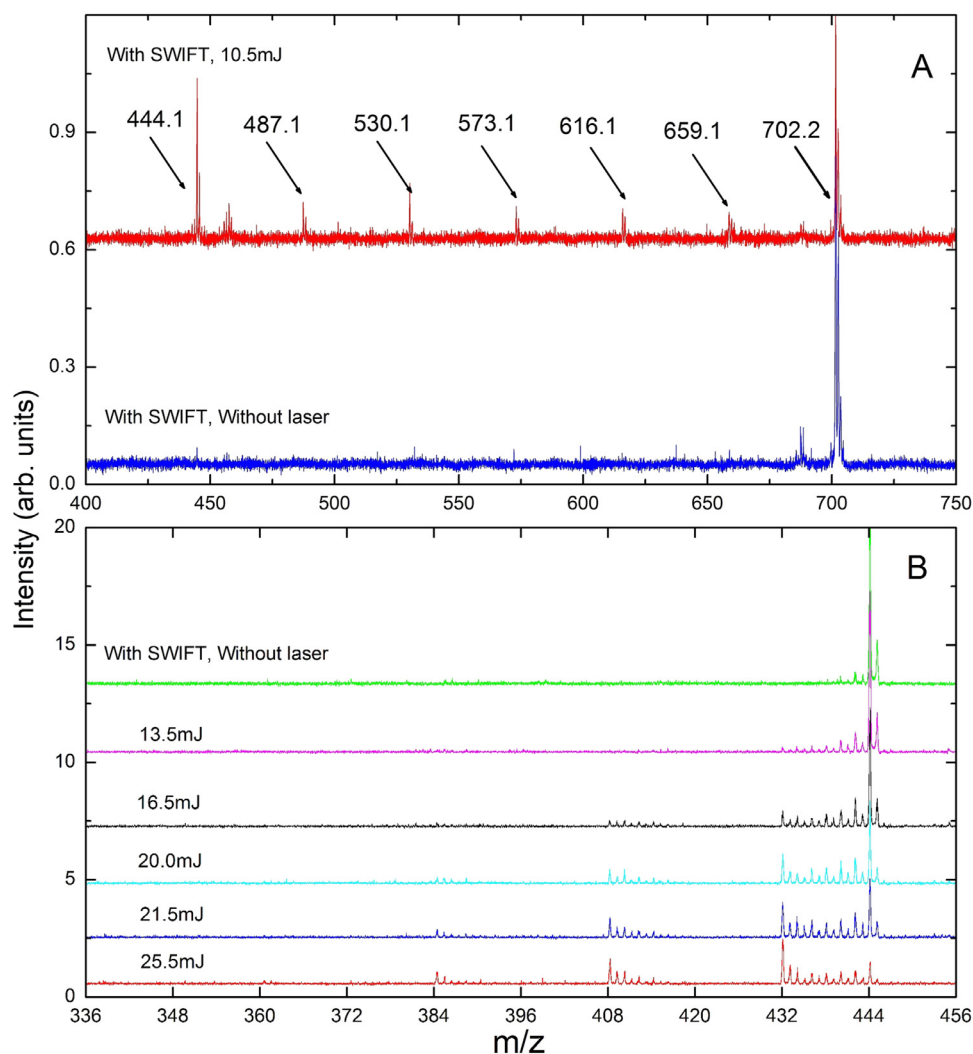 With SWIFT, 10.5mJ
A
444.1
487.1
530.1
573.1
616.1
659.1
702.2
0.9
0.6
0.3
0.0
With SWIFT, Without laser
400 450 500 550 600 650 700 750
Intensity (arb. units)
B
20
15
10
5
0
With SWIFT, Without laser
13.5mJ
16.5mJ
20.0mJ
21.5mJ
25.5mJ
336 348 360 372 384 396 408 420 432 444 456
m/z